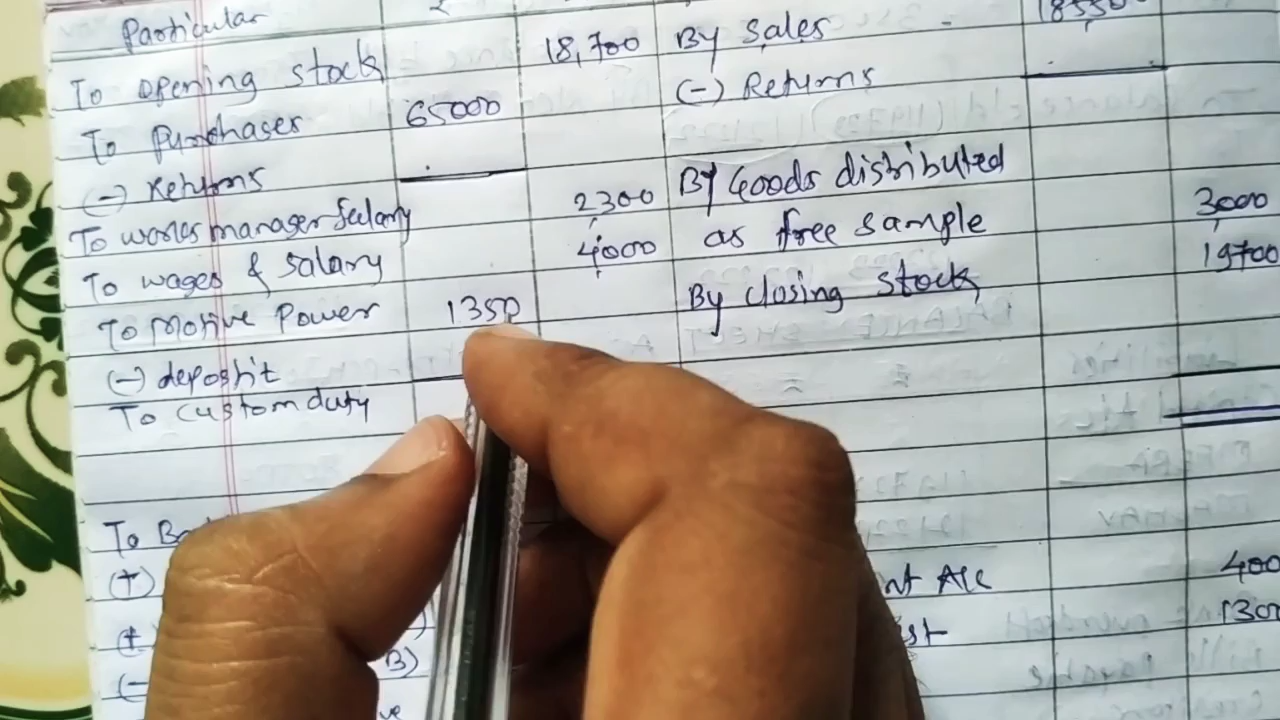 Particular
To opening stock 18,700 By Sales
(-) Returns
To Purchases 65000
(-) Returns
By Goods distributed
To works manager Salary 2300
as free sample 3000
To wages & Salary 4000
By closing stock 19700
To Motive Power 1350
(-) deposit
To Custom duty
To
(+) nt A/c 400
(+ 1300
B)
(-